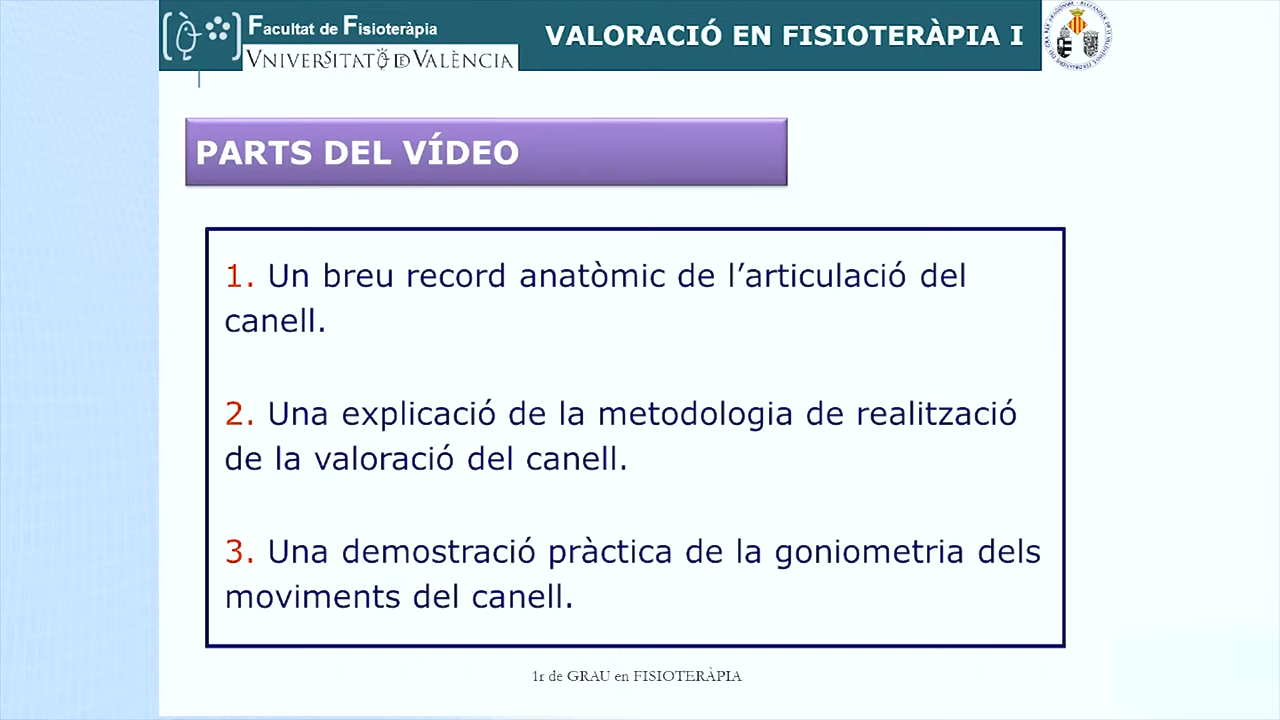 Facultat de Fisioteràpia
VNIVERSITAT D VALÈNCIA
VALORACIÓ EN FISIOTERÀPIA I
PARTS DEL VÍDEO
1. Un breu record anatòmic de l’articulació del
canell.
2. Una explicació de la metodologia de realització
de la valoració del canell.
3. Una demostració pràctica de la goniometria dels
moviments del canell.
1r de GRAU en FISIOTERÀPIA